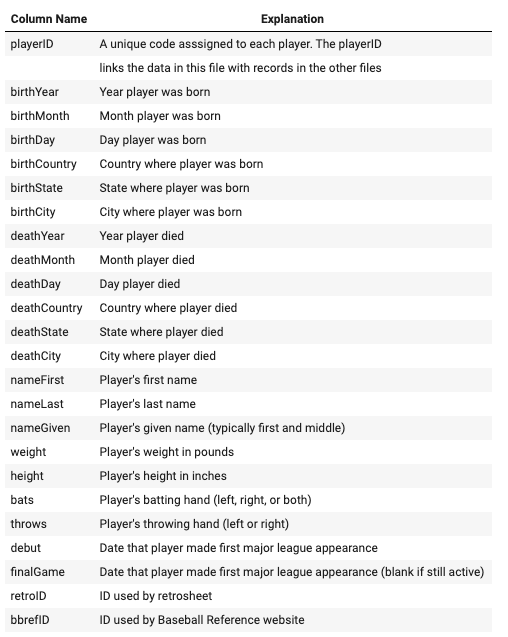 Column Name Explanation
playerID A unique code asssigned to each player. The playerID
links the data in this file with records in the other files
birthYear Year player was born
birthMonth Month player was born
birthDay Day player was born
birthCountry Country where player was born
birthState State where player was born
birthCity City where player was born
deathYear Year player died
deathMonth Month player died
deathDay Day player died
deathCountry Country where player died
deathState State where player died
deathCity City where player died
nameFirst Player's first name
nameLast Player's last name
nameGiven Player's given name (typically first and middle)
weight Player's weight in pounds
height Player's height in inches
bats Player's batting hand (left, right, or both)
throws Player's throwing hand (left or right)
debut Date that player made first major league appearance
finalGame Date that player made first major league appearance (blank if still active)
retroID ID used by retrosheet
bbrefID ID used by Baseball Reference website